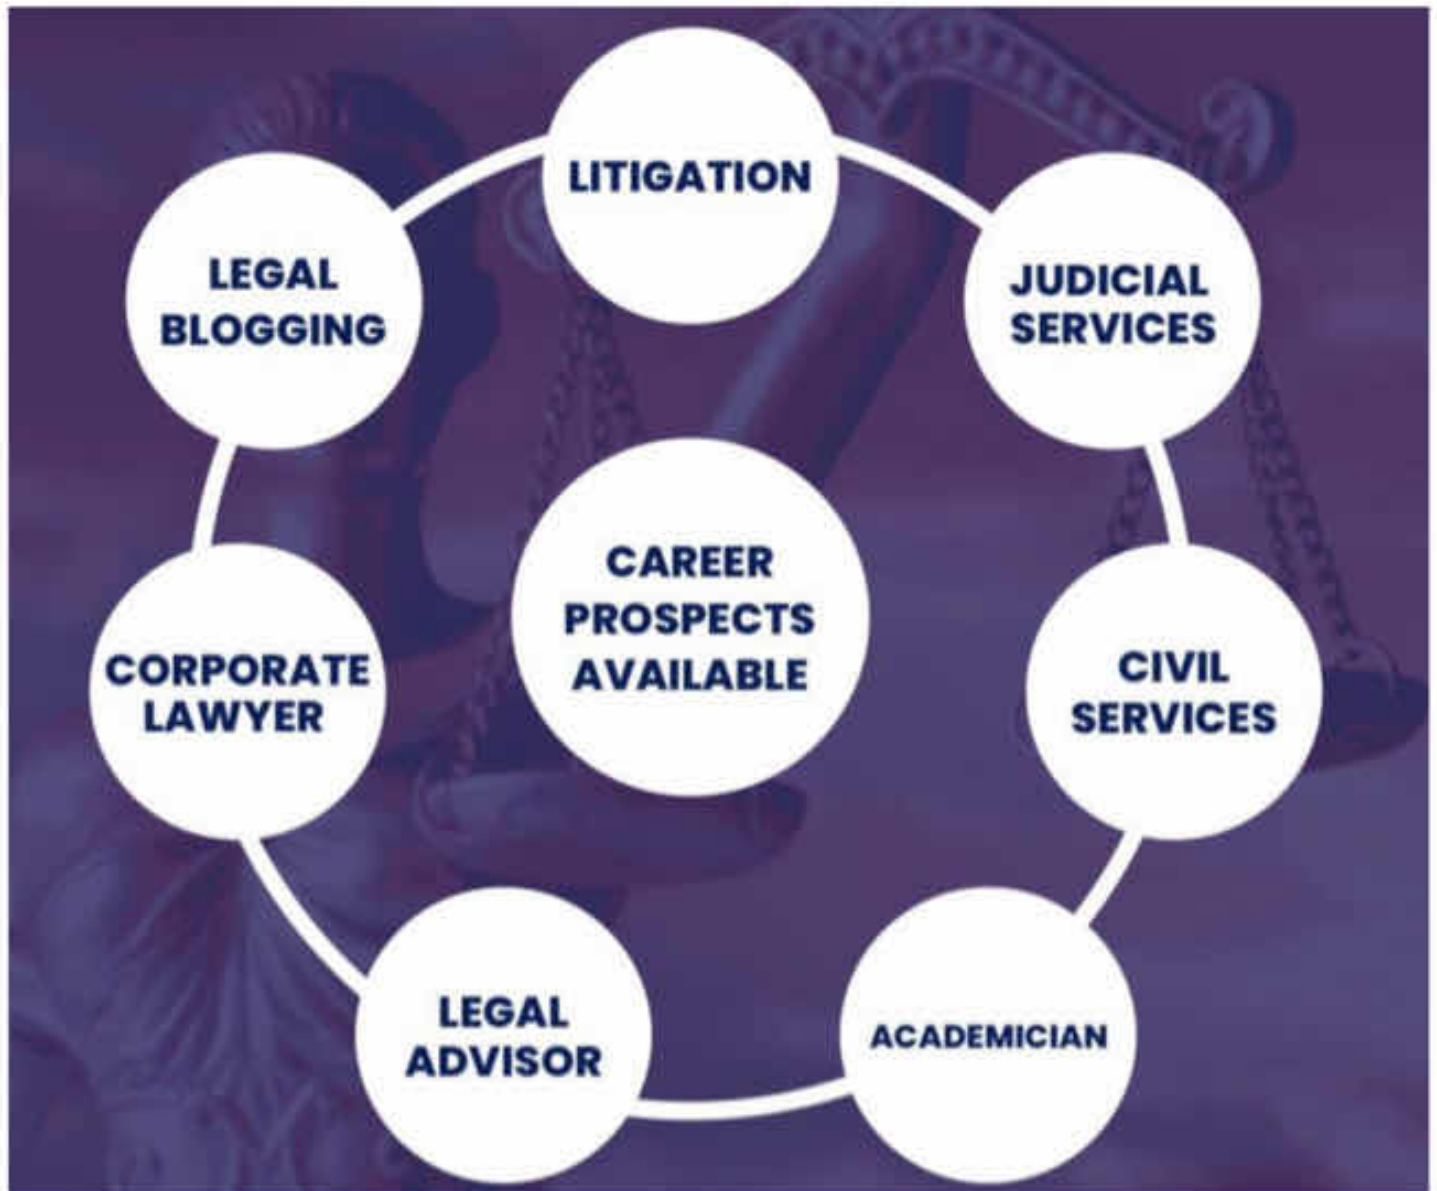 LITIGATION
JUDICIAL
SERVICES
CIVIL
SERVICES
ACADEMICIAN
LEGAL
ADVISOR
CORPORATE
LAWYER
LEGAL
BLOGGING
CAREER
PROSPECTS
AVAILABLE